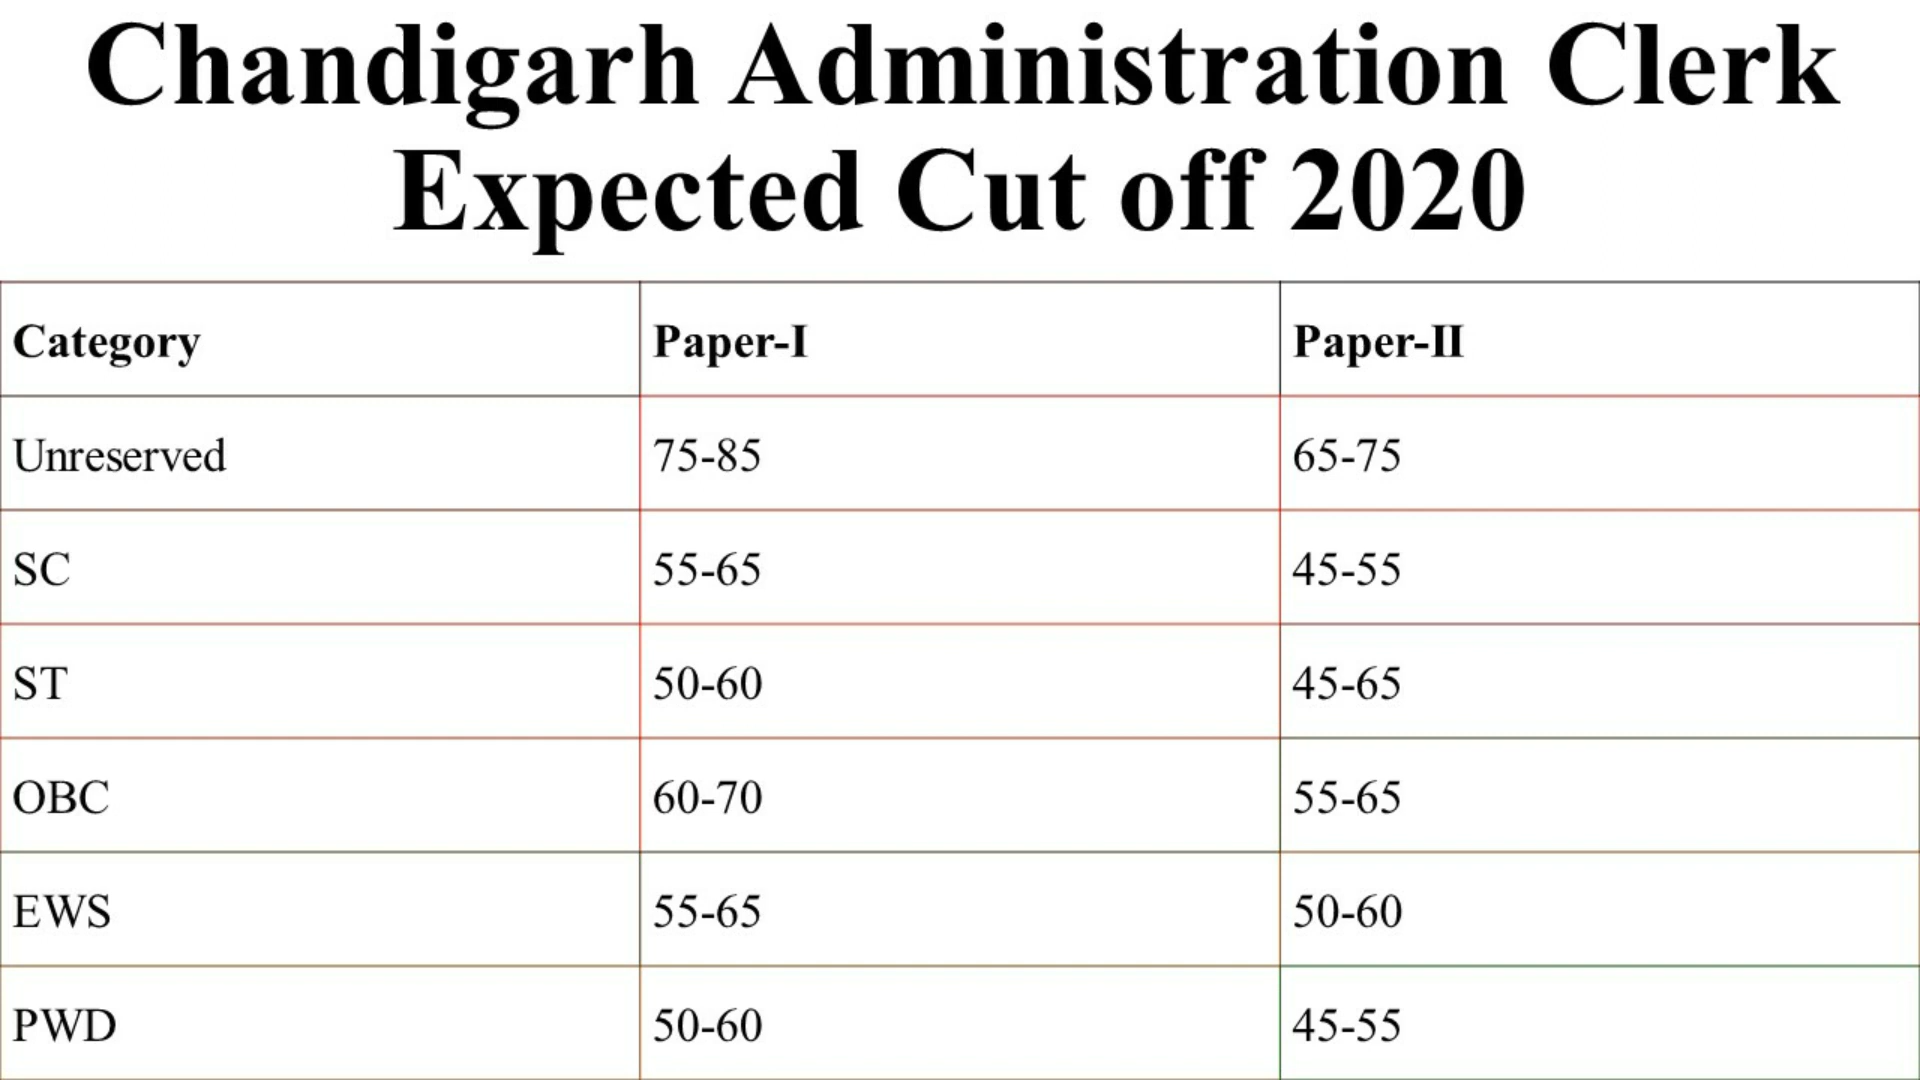 Chandigarh Administration Clerk
Expected Cut off 2020
Category Paper-I Paper-II
Unreserved 75-85 65-75
SC 55-65 45-55
ST 50-60 45-65
OBC 60-70 55-65
EWS 55-65 50-60
PWD 50-60 45-55